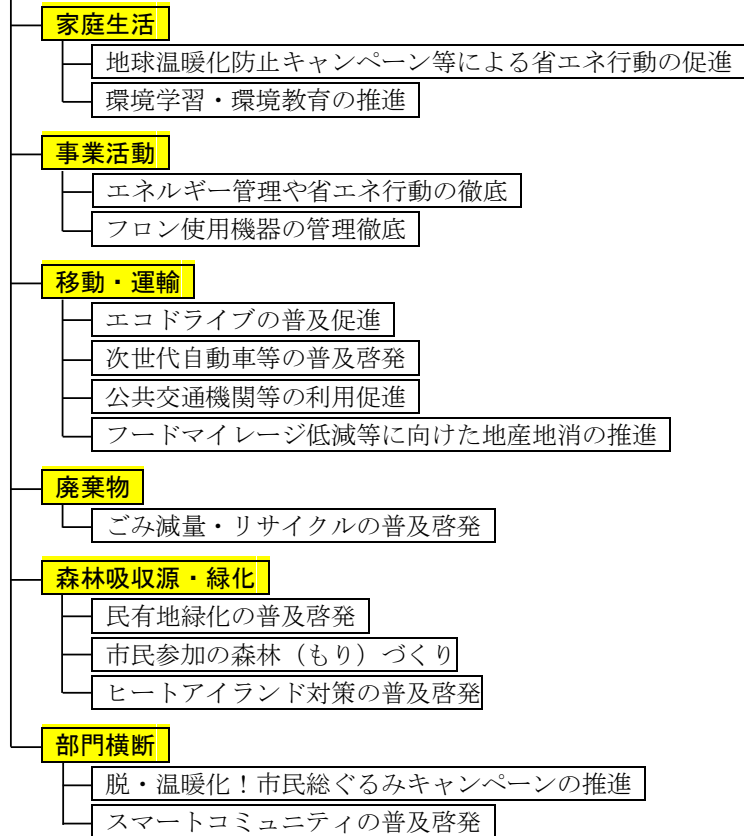 家庭生活
地球温暖化防止キャンペーン等による省エネ行動の促進
環境学習・環境教育の推進
事業活動
エネルギー管理や省エネ行動の徹底
フロン使用機器の管理徹底
移動・運輸
エコドライブの普及促進
次世代自動車等の普及啓発
公共交通機関等の利用促進
フードマイレージ低減等に向けた地産地消の推進
廃棄物
ごみ減量・リサイクルの普及啓発
森林吸収源・緑化
民有地緑化の普及啓発
市民参加の森林（もり）づくり
ヒートアイランド対策の普及啓発
部門横断
脱・温暖化！市民総ぐるみキャンペーンの推進
スマートコミュニティの普及啓発